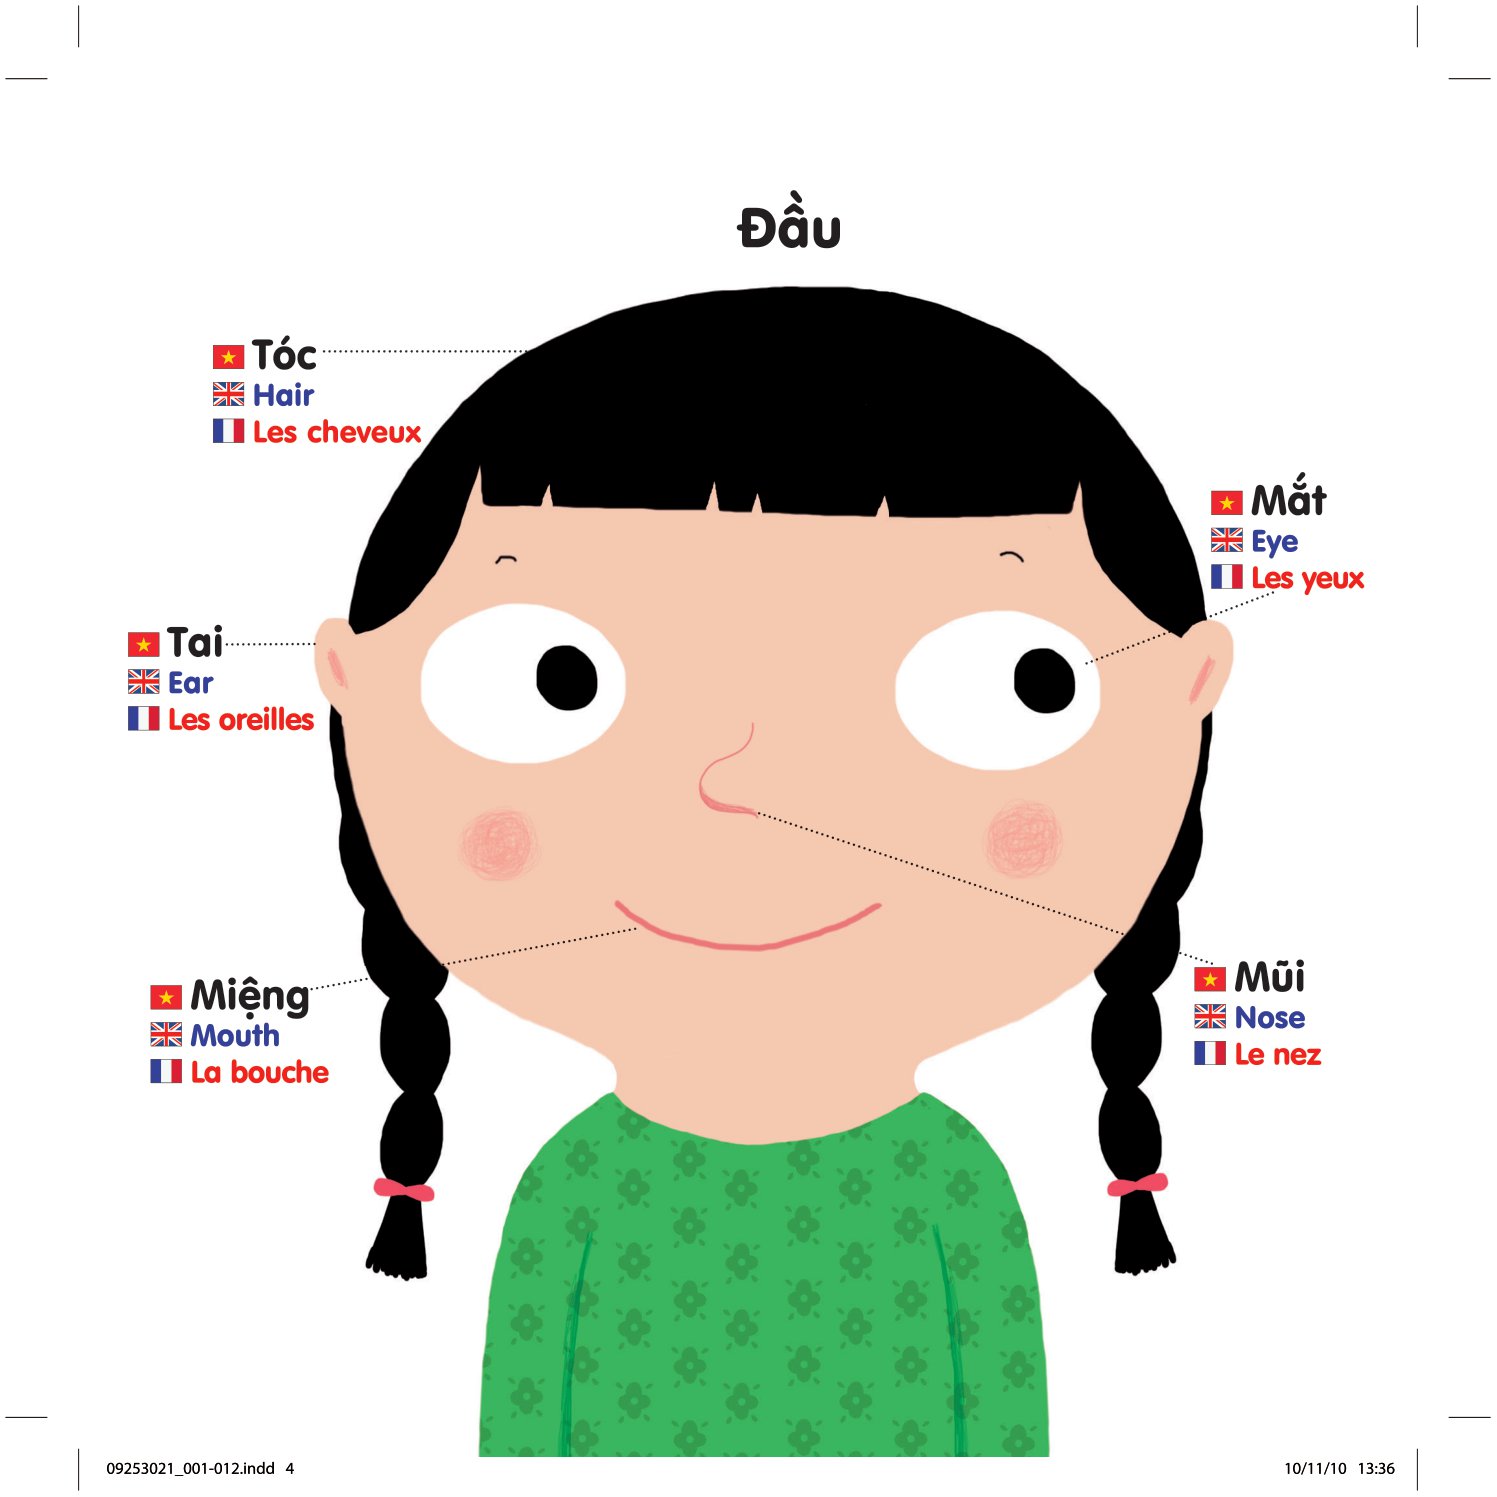 Đầu
Tóc
Hair
Les cheveux
Mắt
Eye
Les yeux
Tai
Ear
Les oreilles
Miệng
Mouth
La bouche
Mũi
Nose
Le nez
09253021_001-012.indd 4
10/11/10 13:36